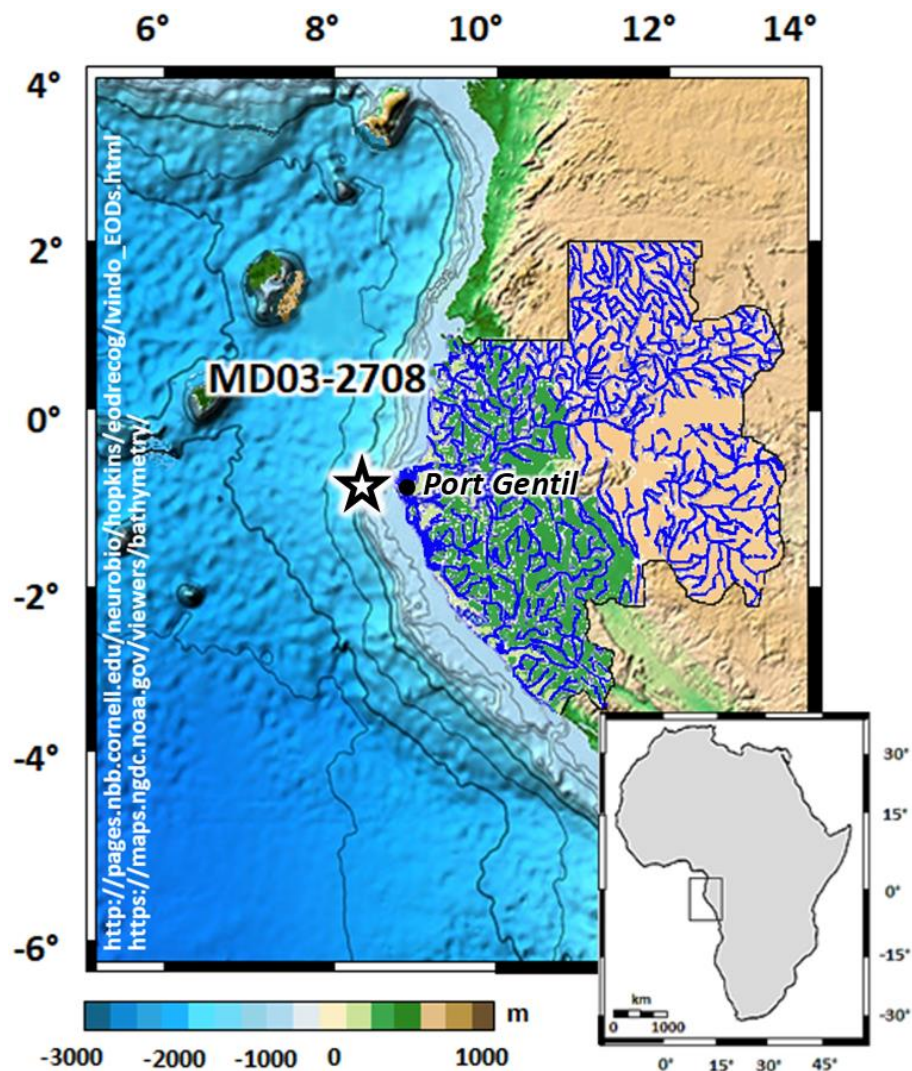 6° 8° 10° 12° 14°
4°
2°
0°
-2°
-4°
-6°
http://pages.nbb.cornell.edu/neurobio/hopkins/eodrecog/Ivindo_EODs.html
https://maps.ngdc.noaa.gov/viewers/bathymetry/
MD03-2708
Port Gentil
30°
15°
0°
-15°
-30°
km
0 1000
0° 15° 30° 45°
m
-3000 -2000 -1000 0 1000